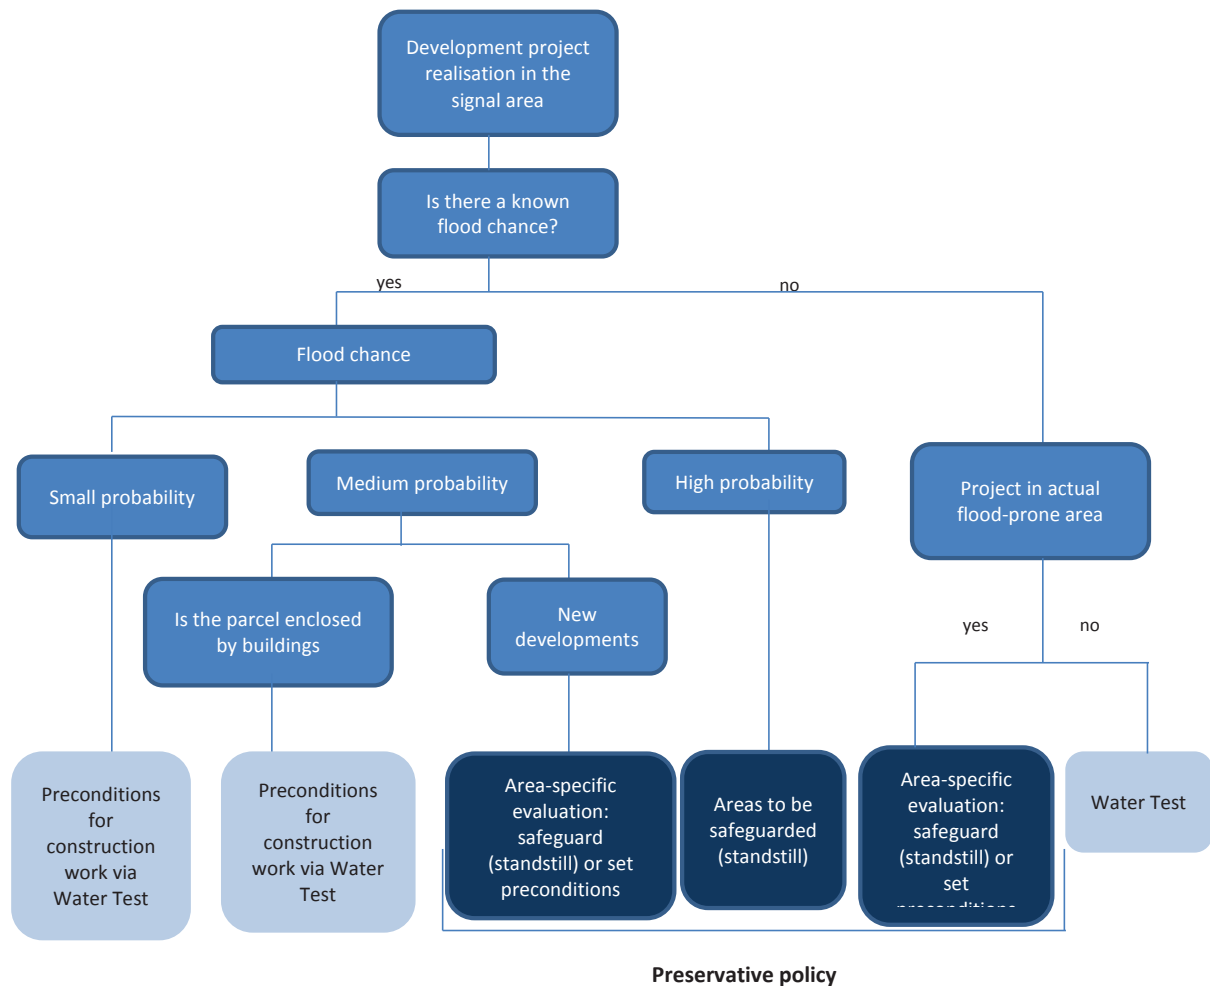 Development project
realisation in the
signal area
Is there a known
flood chance?
yes
no
Flood chance
Small probability
Medium probability
High probability
Project in actual
flood-prone area
Is the parcel enclosed
by buildings
New
developments
yes
no
Preconditions
for
construction
work via
Water Test
Preconditions
for
construction
work via Water
Test
Area-specific
evaluation:
safeguard
(standstill) or set
preconditions
Areas to be
safeguarded
(standstill)
Area-specific
evaluation:
safeguard
(standstill) or
set
preconditions
Water Test
Preservative policy